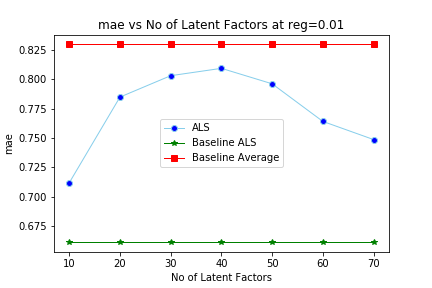 mae vs No of Latent Factors at reg=0.01
0.825
0.800
0.775
0.750
0.725
0.700
0.675
mae
ALS
Baseline ALS
Baseline Average
10 20 30 40 50 60 70
No of Latent Factors